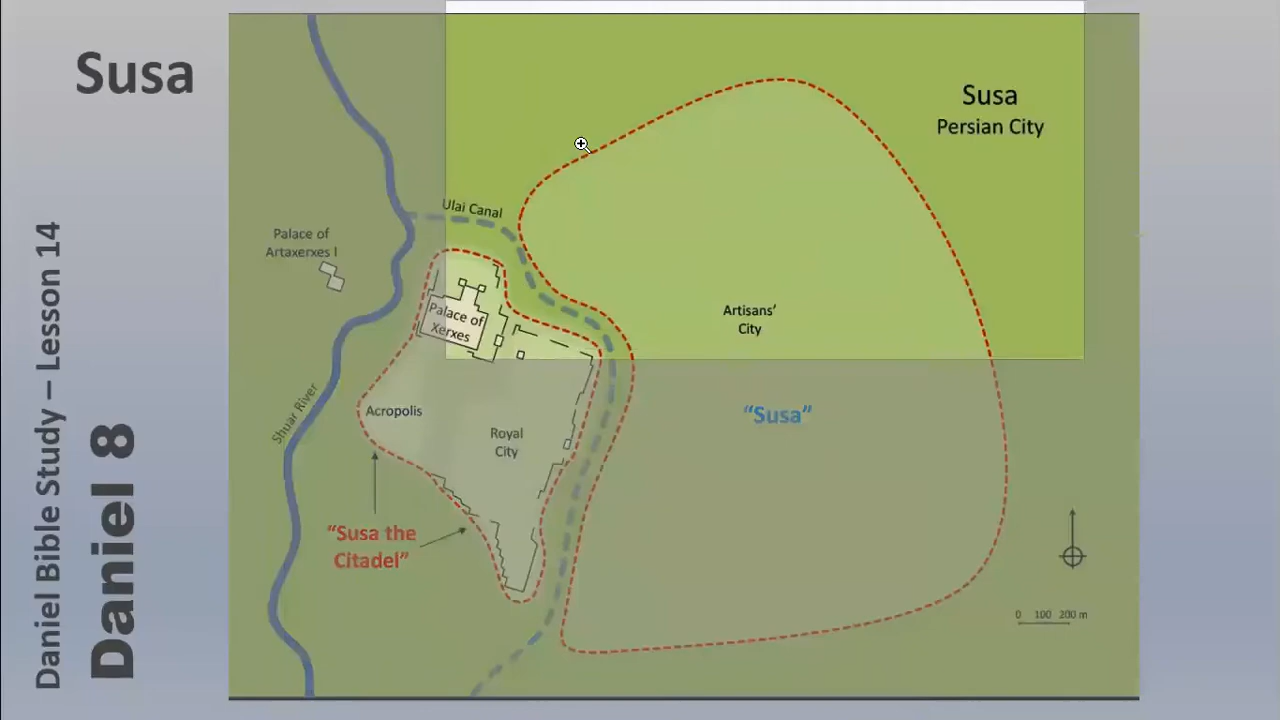 Susa
Daniel Bible Study – Lesson 14
Daniel 8
Susa
Persian City
Ulai Canal
Palace of
Artaxerxes I
Palace of
Xerxes
Artisans’
City
Shuar River
Acropolis
Royal
City
“Susa”
“Susa the
Citadel”
0 100 200 m